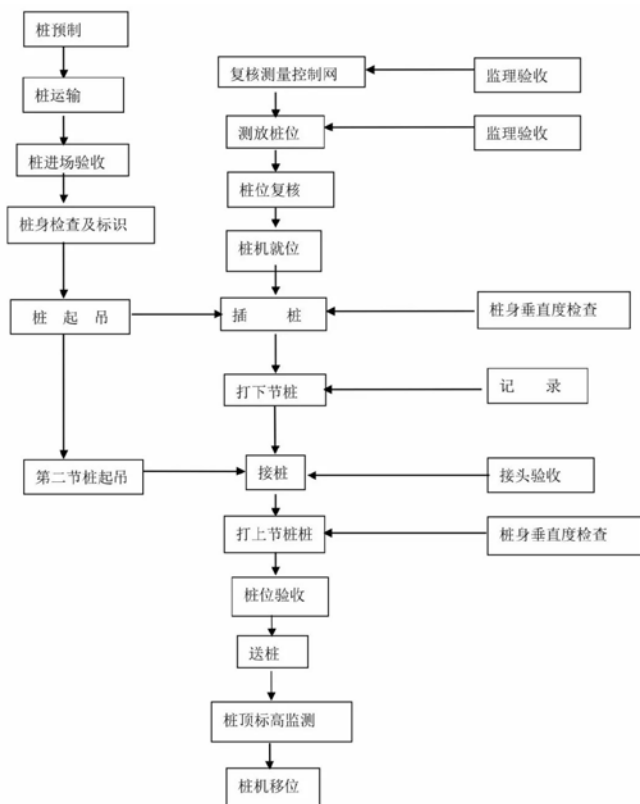 桩预制
复核测量控制网
监理验收
桩运输
测放桩位
监理验收
桩进场验收
桩位复核
桩身检查及标识
桩机就位
桩 起 吊
插 桩
桩身垂直度检查
打下节桩
记 录
第二节桩起吊
接桩
接头验收
打上节桩桩
桩身垂直度检查
桩位验收
送桩
桩顶标高监测
桩机移位